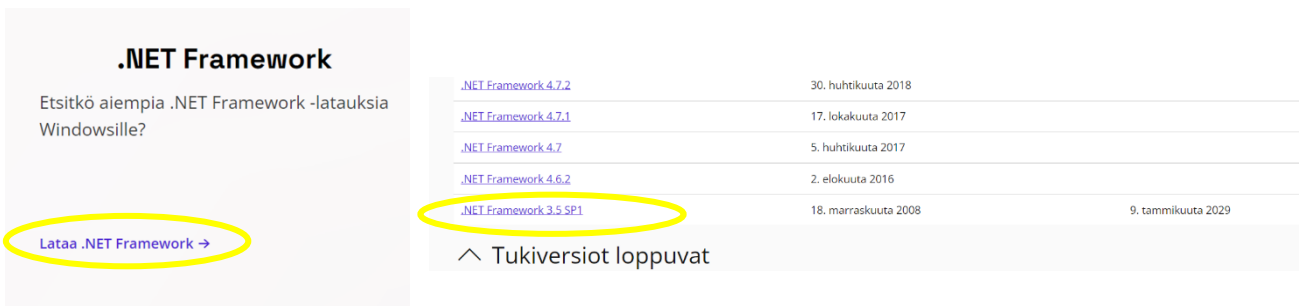 .NET Framework
Etsitkö aiempia .NET Framework -latauksia
Windowsille?
Lataa .NET Framework →
.NET Framework 4.7.2 30. huhtikuuta 2018
.NET Framework 4.7.1 17. lokakuuta 2017
.NET Framework 4.7 5. huhtikuuta 2017
.NET Framework 4.6.2 2. elokuuta 2016
.NET Framework 3.5 SP1 18. marraskuuta 2008 9. tammikuuta 2029
Tukiversiot loppuvat